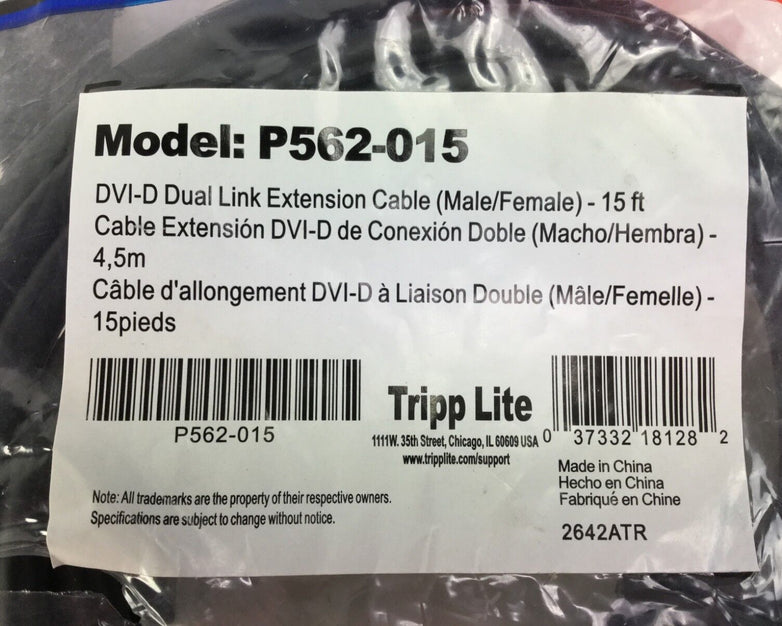 Model: P562-015
DVI-D Dual Link Extension Cable (Male/Female) - 15 ft
Cable Extensión DVI-D de Conexión Doble (Macho/Hembra) -
4,5m
Câble d'allongement DVI-D à Liaison Double (Mâle/Femelle) -
15pieds
P562-015
Tripp Lite
1111W. 35th Street, Chicago, IL 60609 USA
www.tripplite.com/support
0 37332 18128 2
Made in China
Hecho en China
Fabriqué en Chine
2642ATR
Note: All trademarks are the property of their respective owners.
Specifications are subject to change without notice.